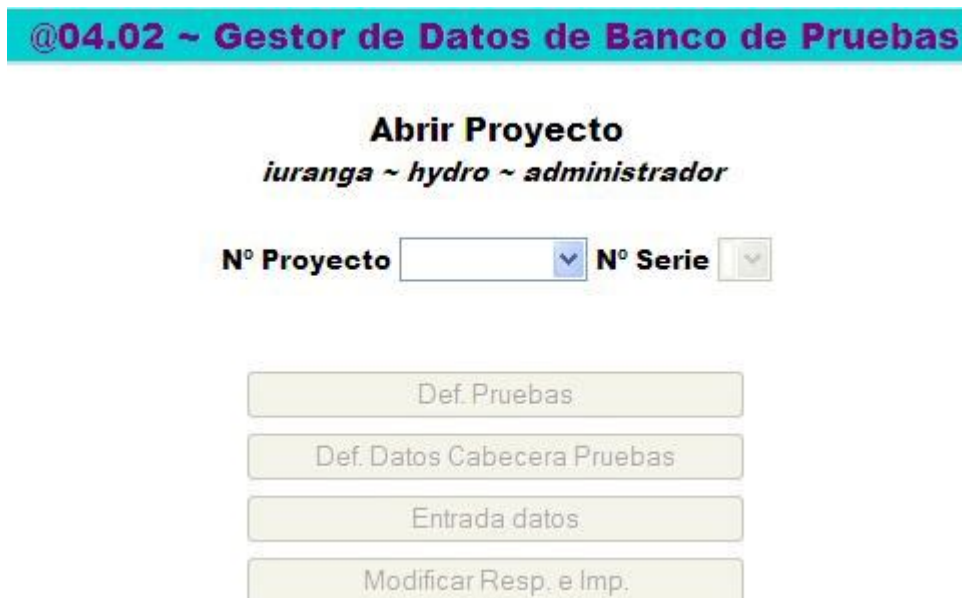 @04.02 ~ Gestor de Datos de Banco de Pruebas
Abrir Proyecto
iuranga ~ hydro ~ administrador
Nº Proyecto Nº Serie
Def. Pruebas
Def. Datos Cabecera Pruebas
Entrada datos
Modificar Resp. e Imp.